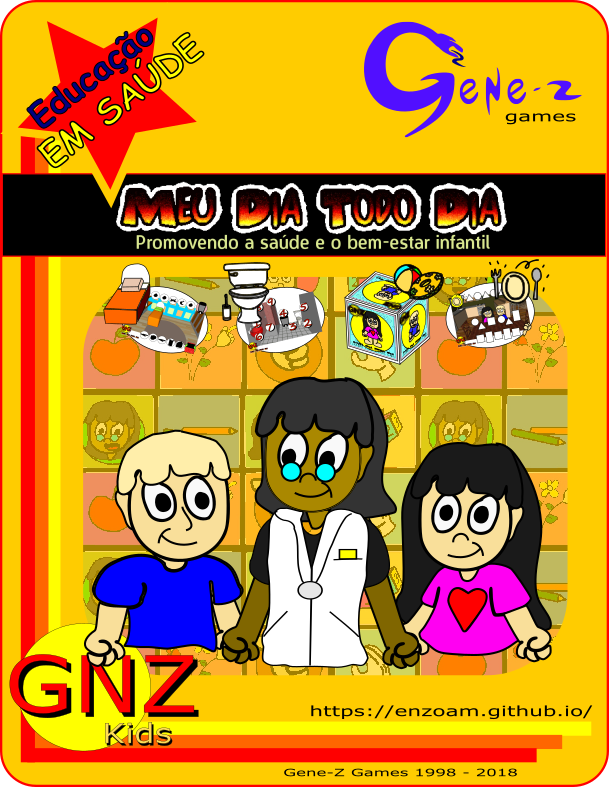 Educação
EM SAÚDE
Gene-z
games
MEU DIA TODO DIA
Promovendo a saúde e o bem-estar infantil
GNZ
Kids
https://enzoam.github.io/
Gene-Z Games 1998 - 2018